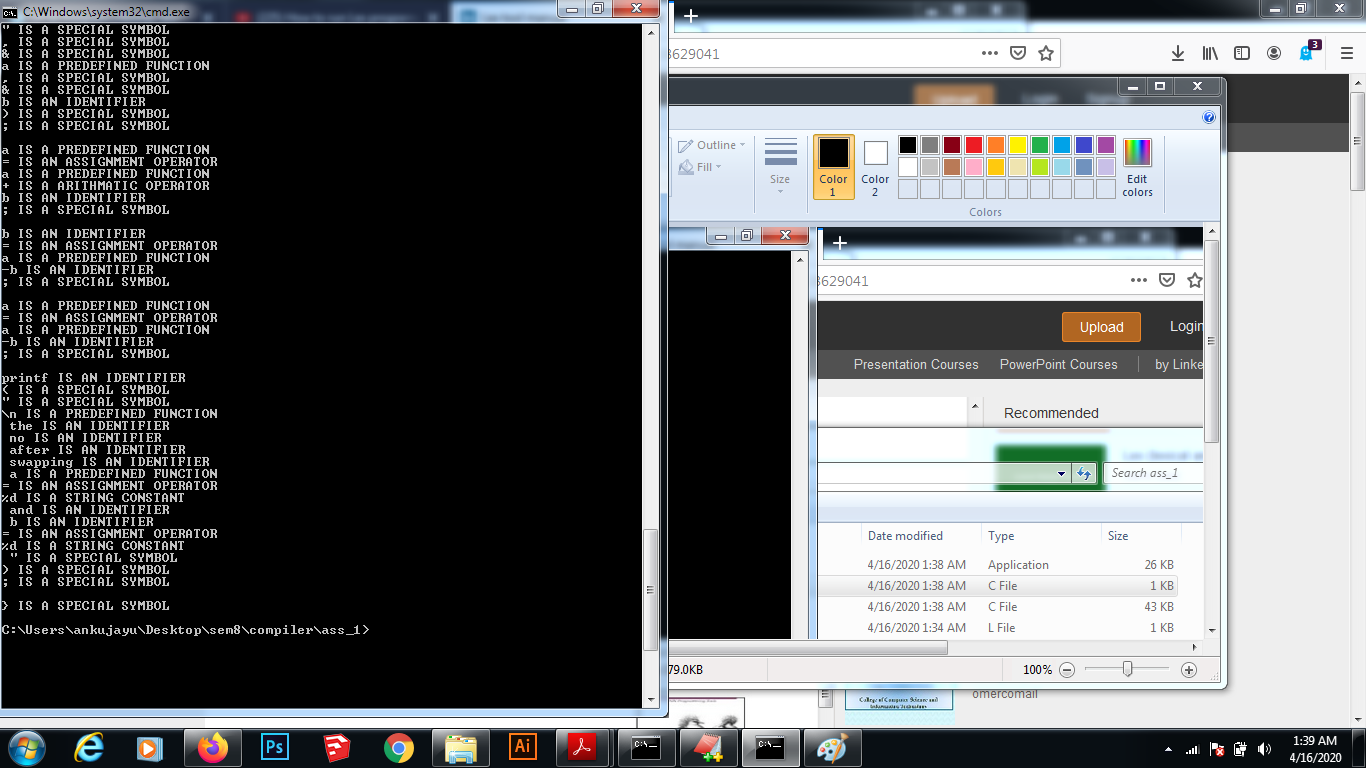 C:\Windows\system32\cmd.exe
" IS A SPECIAL SYMBOL
, IS A SPECIAL SYMBOL
& IS A SPECIAL SYMBOL
a IS A PREDEFINED FUNCTION
, IS A SPECIAL SYMBOL
& IS A SPECIAL SYMBOL
b IS AN IDENTIFIER
) IS A SPECIAL SYMBOL
; IS A SPECIAL SYMBOL
a IS A PREDEFINED FUNCTION
= IS AN ASSIGNMENT OPERATOR
a IS A PREDEFINED FUNCTION
+ IS A ARITHMATIC OPERATOR
b IS AN IDENTIFIER
; IS A SPECIAL SYMBOL
b IS AN IDENTIFIER
= IS AN ASSIGNMENT OPERATOR
a IS A PREDEFINED FUNCTION
-b IS AN IDENTIFIER
; IS A SPECIAL SYMBOL
a IS A PREDEFINED FUNCTION
= IS AN ASSIGNMENT OPERATOR
a IS A PREDEFINED FUNCTION
-b IS AN IDENTIFIER
; IS A SPECIAL SYMBOL
printf IS AN IDENTIFIER
( IS A SPECIAL SYMBOL
" IS A SPECIAL SYMBOL
\n IS A PREDEFINED FUNCTION
the IS AN IDENTIFIER
no IS AN IDENTIFIER
after IS AN IDENTIFIER
swapping IS AN IDENTIFIER
a IS A PREDEFINED FUNCTION
= IS AN ASSIGNMENT OPERATOR
%d IS A STRING CONSTANT
and IS AN IDENTIFIER
b IS AN IDENTIFIER
= IS AN ASSIGNMENT OPERATOR
%d IS A STRING CONSTANT
" IS A SPECIAL SYMBOL
) IS A SPECIAL SYMBOL
; IS A SPECIAL SYMBOL
} IS A SPECIAL SYMBOL
C:\Users\ankujayu\Desktop\sem8\compiler\ass_1>
3629041
3
Outline
Fill
Size
Color 1
Color 2
Edit colors
Colors
3629041
Upload
Login
Presentation Courses PowerPoint Courses by Linke
Recommended
Search ass_1
Date modified Type Size
4/16/2020 1:38 AM Application 26 KB
4/16/2020 1:38 AM C File 1 KB
4/16/2020 1:38 AM C File 43 KB
4/16/2020 1:34 AM L File 1 KB
79.0KB
100%
College of Computer Science and
Information Technology
omercomail
Ps
Ai
C:\_
C:\_
1:39 AM
4/16/2020